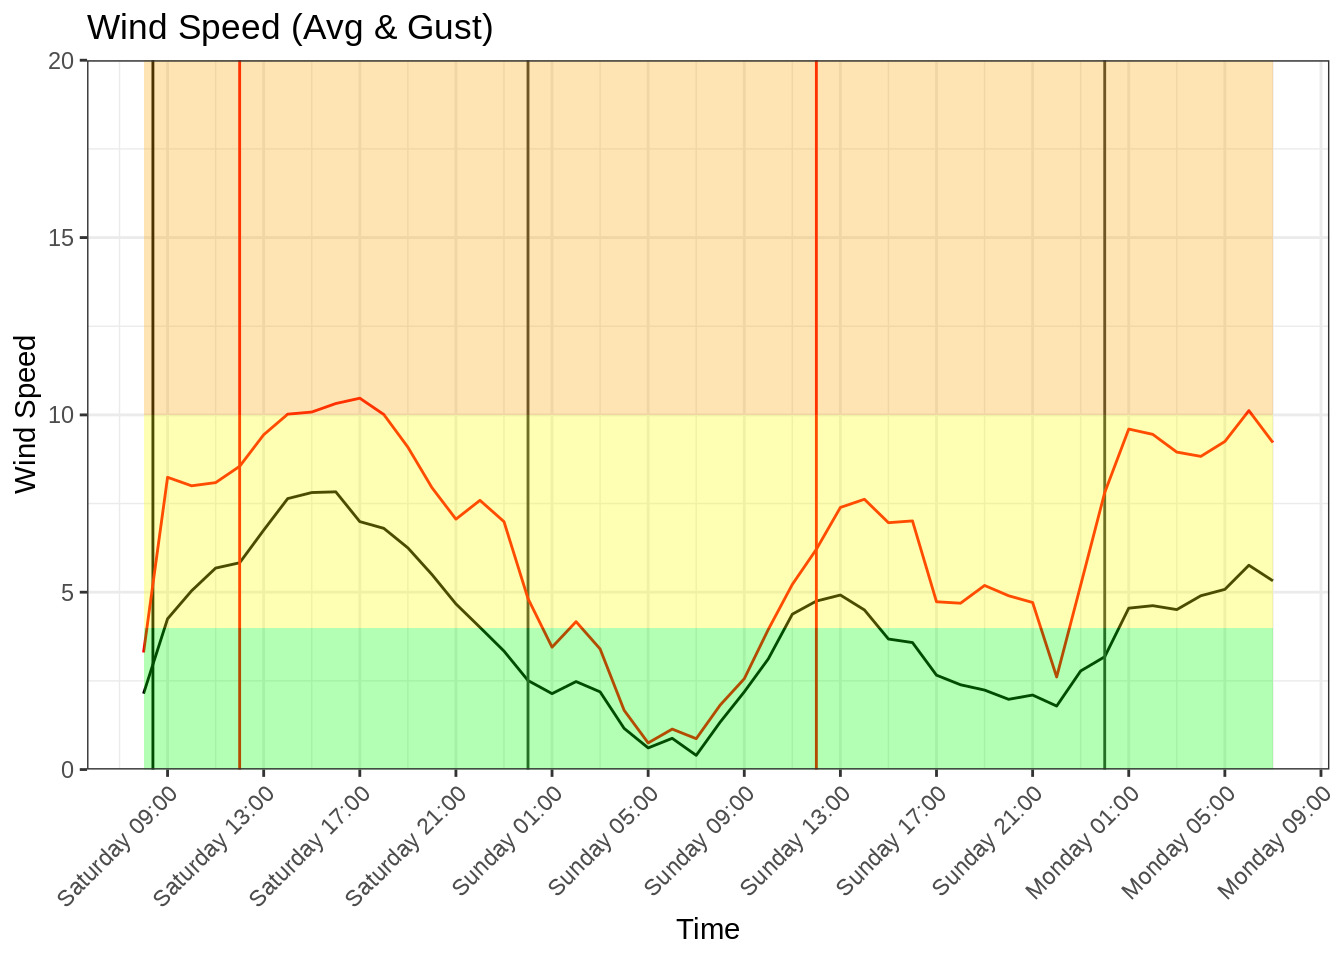 Wind Speed (Avg & Gust)
20
15
10
5
0
Wind Speed
Saturday 09:00
Saturday 13:00
Saturday 17:00
Saturday 21:00
Sunday 01:00
Sunday 05:00
Sunday 09:00
Sunday 13:00
Sunday 17:00
Sunday 21:00
Monday 01:00
Monday 05:00
Monday 09:00
Time